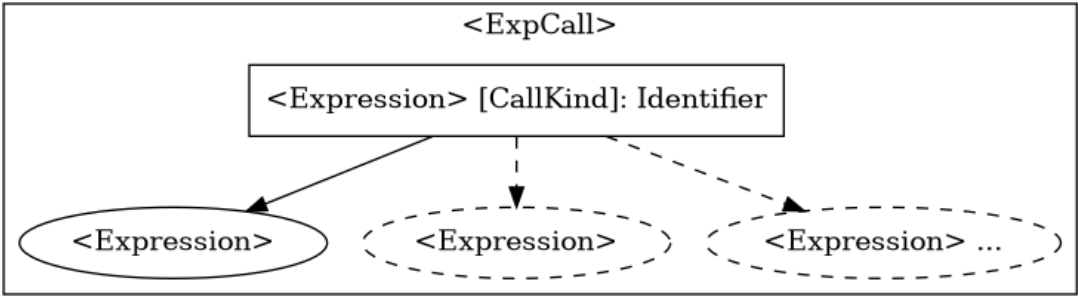 <ExpCall>
<Expression> [CallKind]: Identifier
<Expression>
<Expression>
<Expression> ...